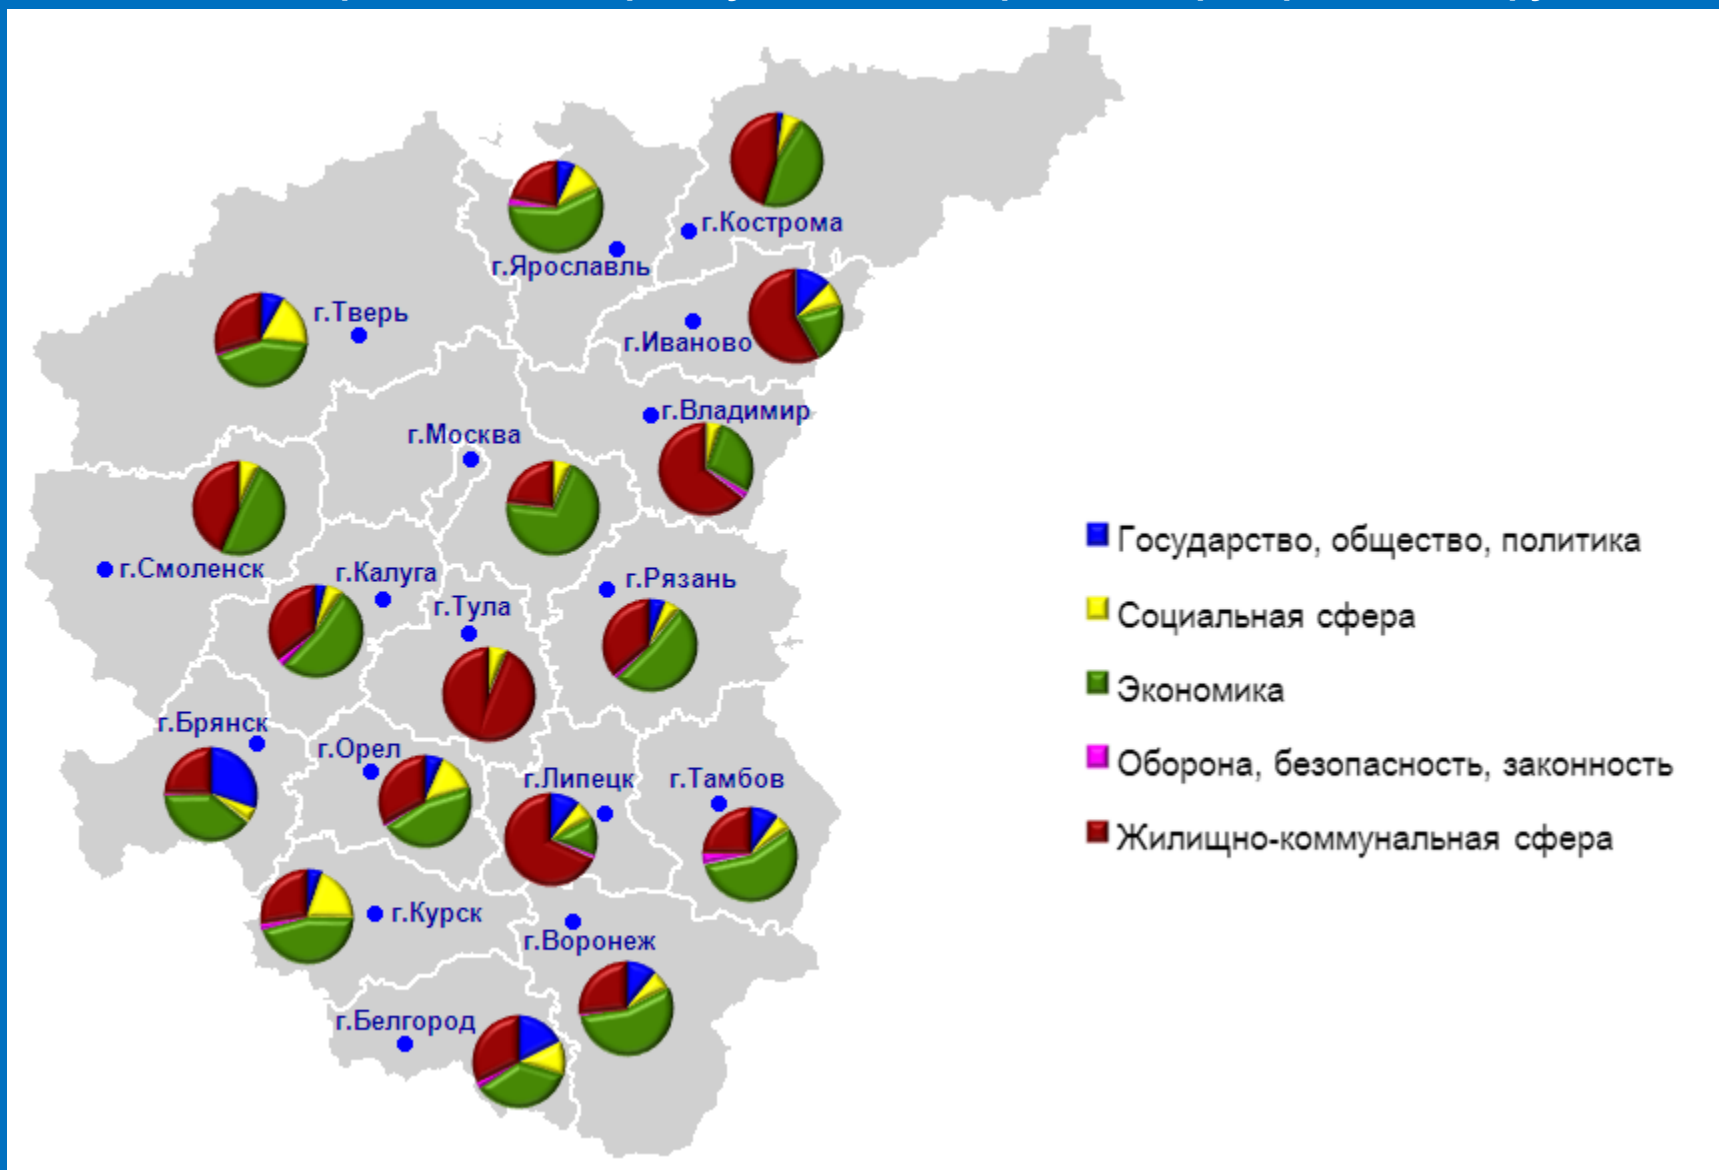 г.Кострома
г.Ярославль
г.Тверь
г.Иваново
г.Владимир
г.Москва
г.Смоленск
г.Калуга
г.Рязань
г.Тула
г.Брянск
г.Орел
г.Липецк
г.Тамбов
г.Курск
г.Воронеж
г.Белгород
Государство, общество, политика
Социальная сфера
Экономика
Оборона, безопасность, законность
Жилищно-коммунальная сфера